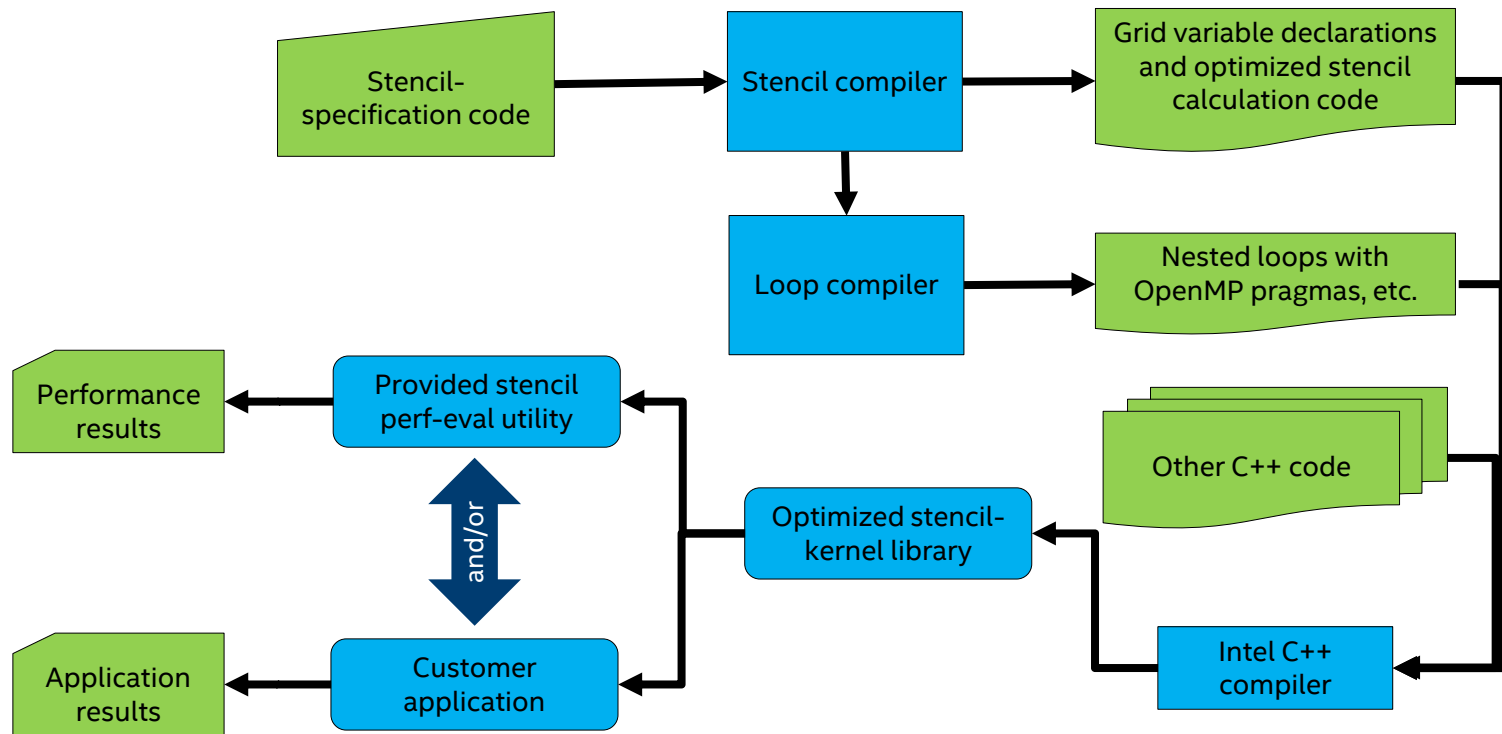 Stencil-
specification code
Stencil compiler
Grid variable declarations
and optimized stencil
calculation code
Loop compiler
Nested loops with
OpenMP pragmas, etc.
Performance
results
Provided stencil
perf-eval utility
Other C++ code
and/or
Optimized stencil-
kernel library
Application
results
Customer
application
Intel C++
compiler